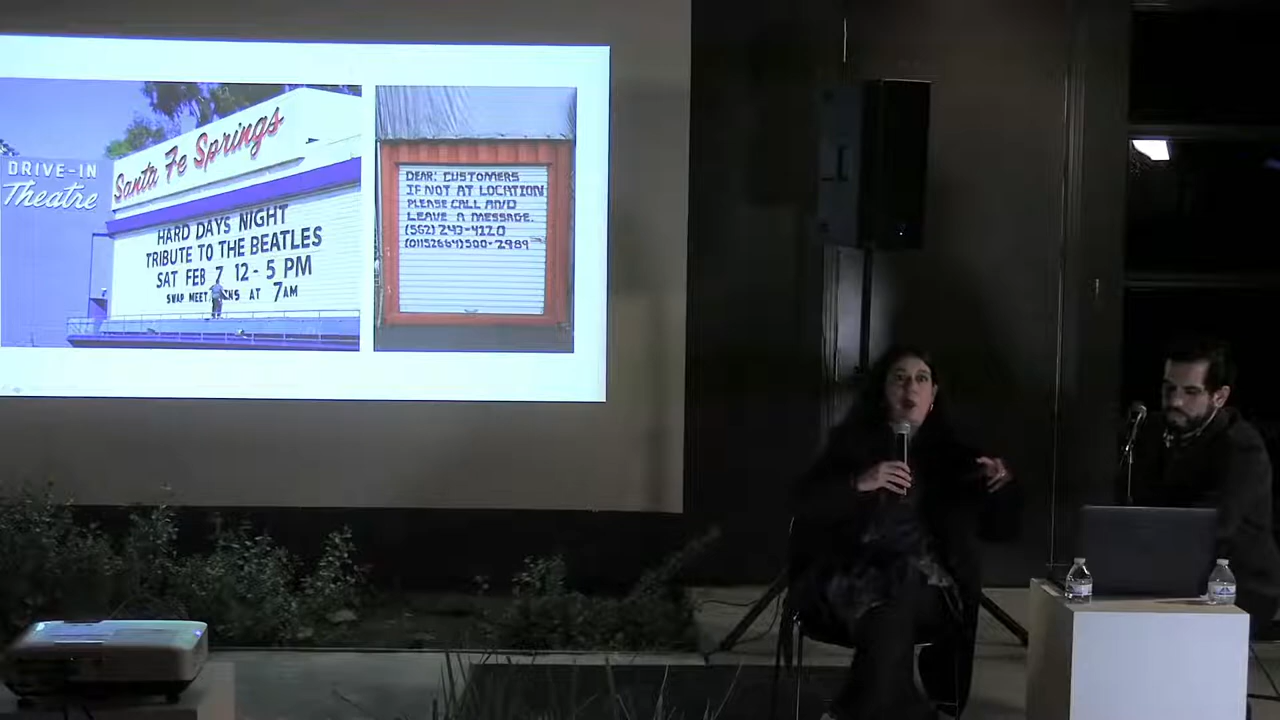 DRIVE-IN
Theatre
Santa Fe Springs
HARD DAYS NIGHT
TRIBUTE TO THE BEATLES
SAT FEB 7 12-5 PM
SWAP MEET AT 7AM
DEAR: CUSTOMERS
IF NOT AT LOCATION
PLEASE CALL AND
LEAVE A MESSAGE.
(562) 243-4120
(01152664)500-2989